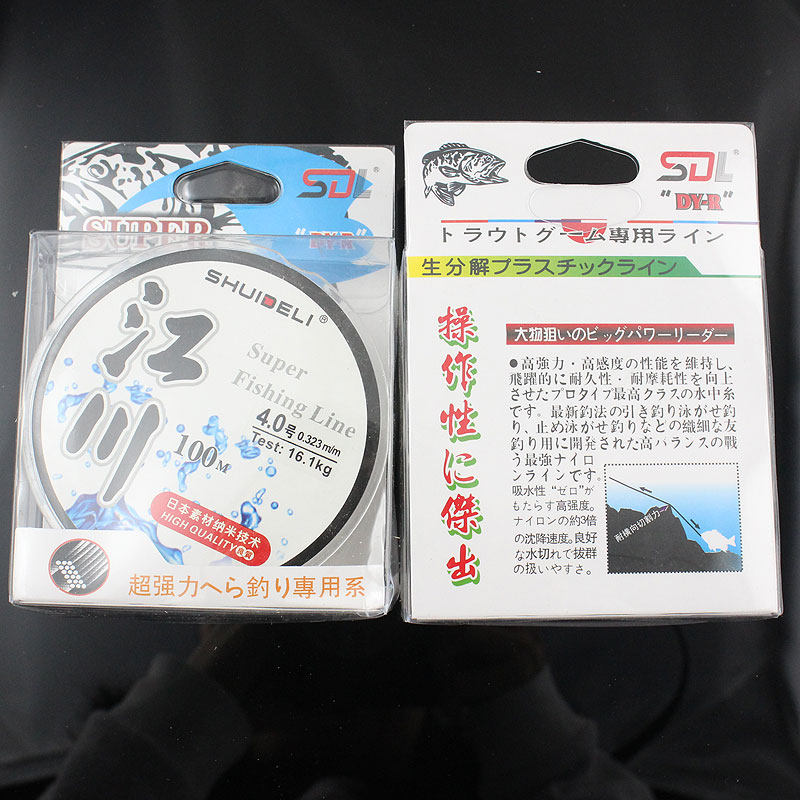 SDL®
SUPER
"DY-R"
SHUIDELI®
江川
Super
Fishing Line
4.0号 0.323m/m
Test: 16.1kg
100M
日本素材纳米技术
HIGH QUALITY
超强力へら釣り專用系
SDL®
"DY-R"
トラウトグーム專用ライン
生分解プラスチックライン
操作性に傑出
大物狙いのビッグパワーリーダー
●高強力・高感度の性能を維持し、
飛躍的に耐久性・耐摩耗性を向上
させたプロタイプ最高クラスの水中糸
です。最新釣法の引き釣り泳がせ釣
り、止め泳がせ釣りなどの繊細な友
釣り用に開発された高バランスの戰
う最強ナイロ
ンラインです。
吸水性 "ゼロ"が
もたらす高强度。
ナイロンの約3倍
の沈降速度。良好
な水切れで抜群
の扱いやすさ。
耐横向切割力